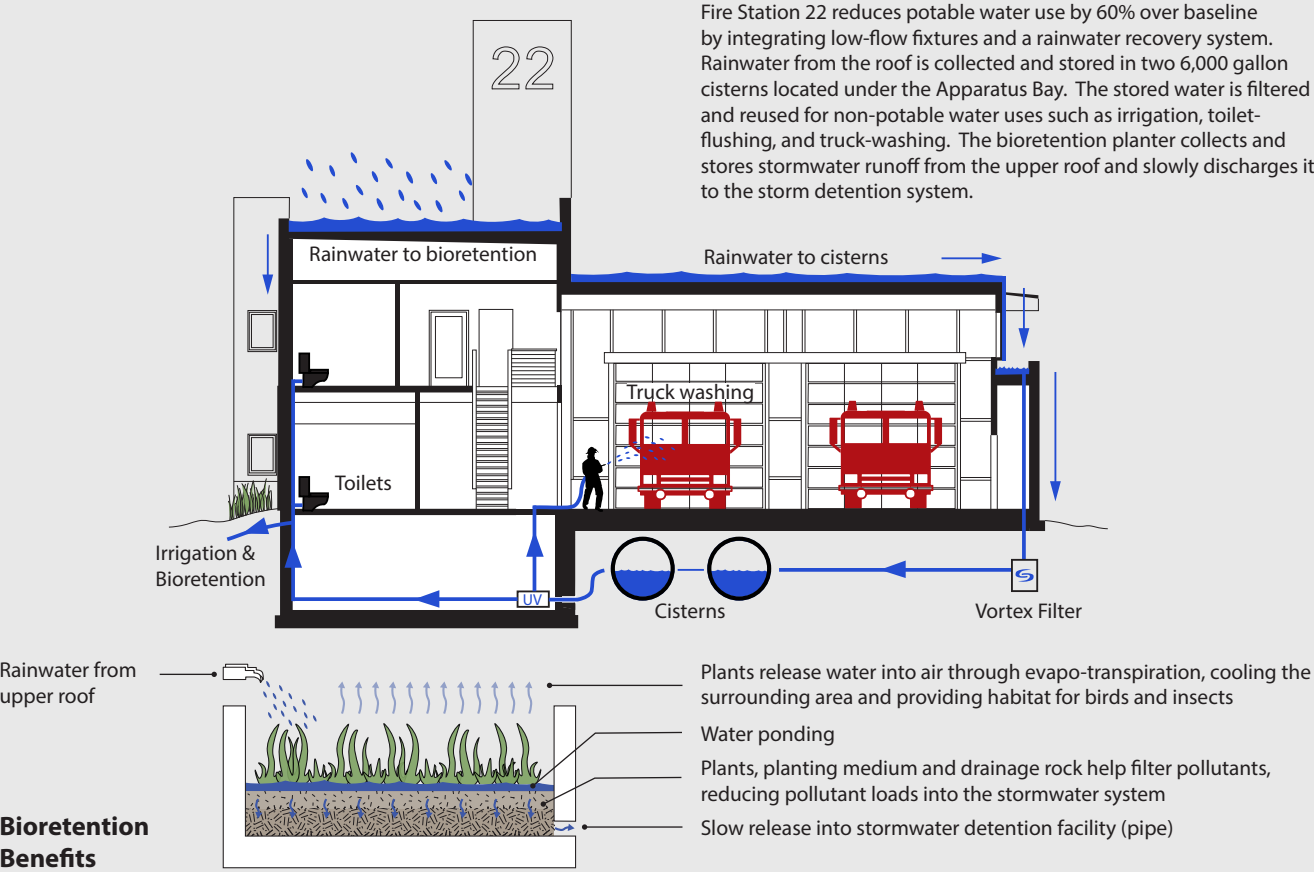 Fire Station 22 reduces potable water use by 60% over baseline
by integrating low-flow fixtures and a rainwater recovery system.
Rainwater from the roof is collected and stored in two 6,000 gallon
cisterns located under the Apparatus Bay.  The stored water is filtered
and reused for non-potable water uses such as irrigation, toilet-
flushing, and truck-washing.  The bioretention planter collects and
stores stormwater runoff from the upper roof and slowly discharges it
to the storm detention system.
22
Rainwater to bioretention
Rainwater to cisterns
Truck washing
Toilets
Irrigation &
Bioretention
UV
Cisterns
Vortex Filter
Rainwater from
upper roof
Plants release water into air through evapo-transpiration, cooling the
surrounding area and providing habitat for birds and insects
Water ponding
Plants, planting medium and drainage rock help filter pollutants,
reducing pollutant loads into the stormwater system
Slow release into stormwater detention facility (pipe)
Bioretention
Benefits